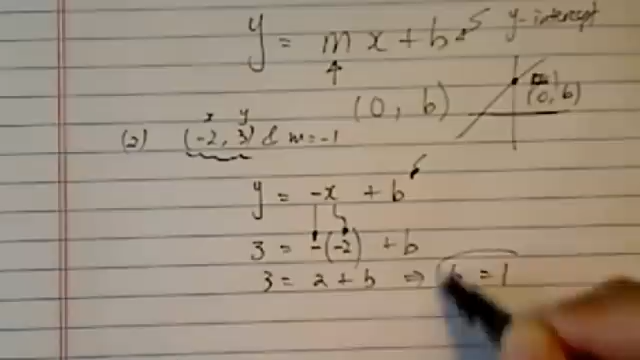 y = mx + b y-intercept
(0, b)
(0, b)
x y
(2) (-2, 3) & m = -1
y = -x + b
3 = -(-2) + b
3 = 2 + b ⇒ b = 1